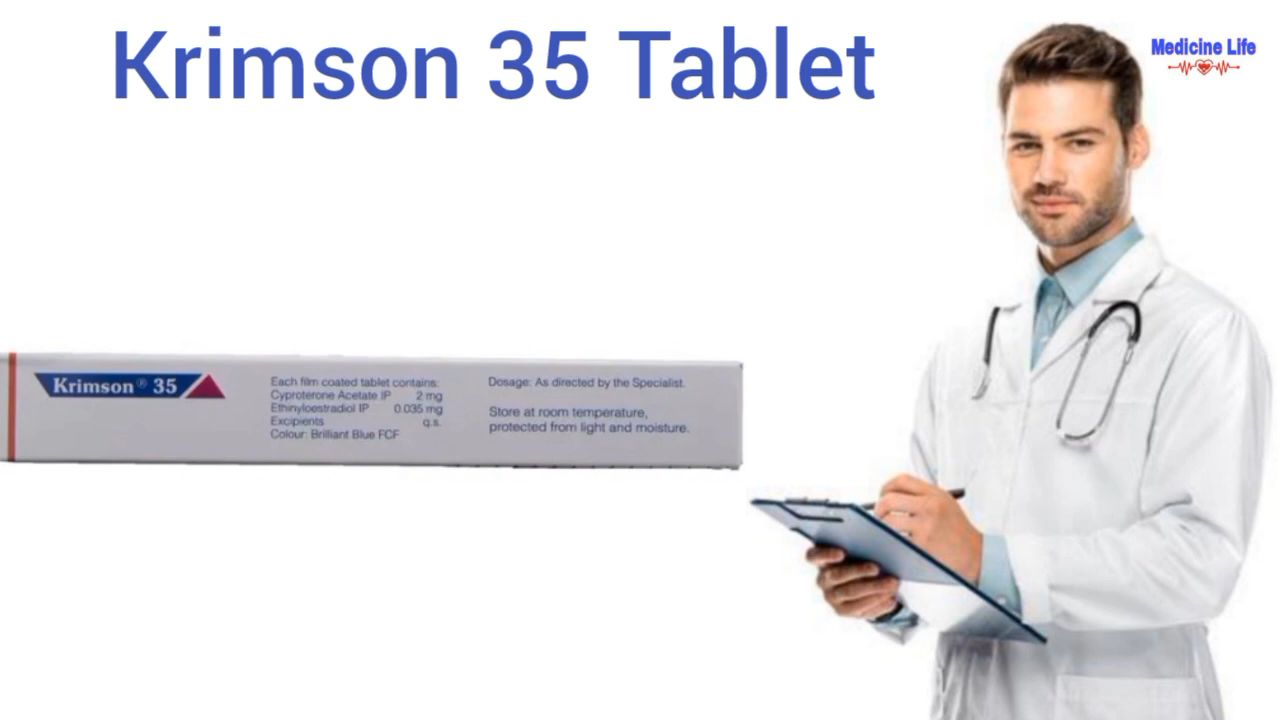 Krimson 35 Tablet
Medicine Life
Krimson® 35
Each film coated tablet contains:
Cyproterone Acetate IP 2 mg
Ethinyloestradiol IP 0.035 mg
Excipients q.s.
Colour: Brilliant Blue FCF
Dosage: As directed by the Specialist.
Store at room temperature,
protected from light and moisture.